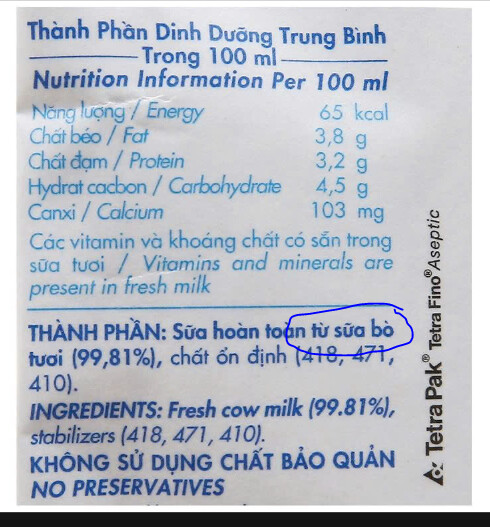 Thành Phần Dinh Dưỡng Trung Bình
Trong 100 ml
Nutrition Information Per 100 ml
Năng lượng / Energy 65 kcal
Chất béo / Fat 3,8 g
Chất đạm / Protein 3,2 g
Hydrat cacbon / Carbohydrate 4,5 g
Canxi / Calcium 103 mg
Các vitamin và khoáng chất có sẵn trong
sữa tươi / Vitamins and minerals are
present in fresh milk
THÀNH PHẦN: Sữa hoàn toàn từ sữa bò
tươi (99,81%), chất ổn định (418, 471,
410).
INGREDIENTS: Fresh cow milk (99.81%),
stabilizers (418, 471, 410).
KHÔNG SỬ DỤNG CHẤT BẢO QUẢN
NO PRESERVATIVES
Tetra Pak® Tetra Fino® Aseptic